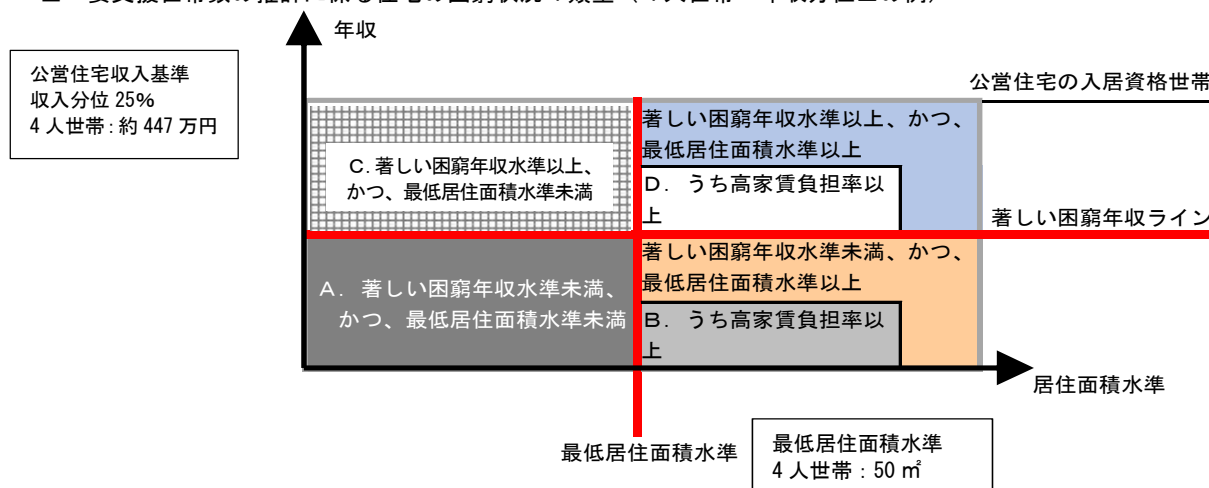 年収
公営住宅収入基準
収入分位 25%
4 人世帯：約 447 万円
公営住宅の入居資格世帯
著しい困窮年収水準以上、かつ、
最低居住面積水準以上
C．著しい困窮年収水準以上、
かつ、最低居住面積水準未満
D．うち高家賃負担率以
上
著しい困窮年収ライン
著しい困窮年収水準未満、かつ、
最低居住面積水準以上
A．著しい困窮年収水準未満、
かつ、最低居住面積水準未満
B．うち高家賃負担率以
上
居住面積水準
最低居住面積水準
最低居住面積水準
4 人世帯：50 ㎡